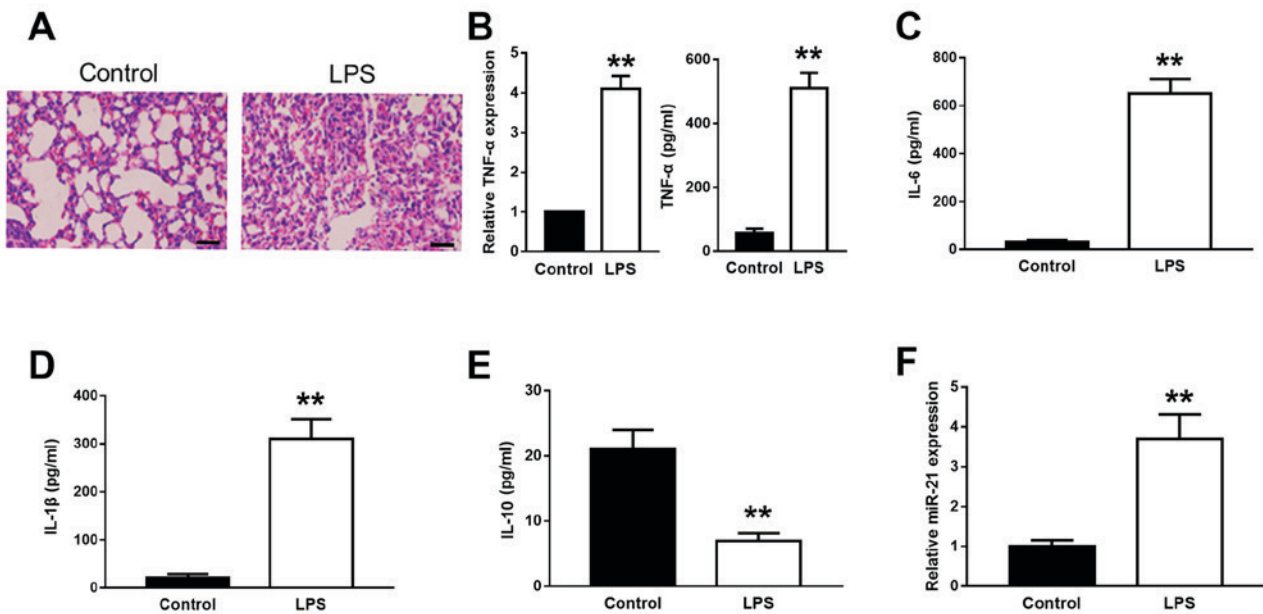 A
Control
LPS
B
Relative TNF-α expression
5
4
3
2
1
0
**
Control
LPS
TNF-α (pg/ml)
600
400
200
0
**
Control
LPS
C
IL-6 (pg/ml)
800
600
400
200
0
**
Control
LPS
D
IL-1β (pg/ml)
400
300
200
100
0
**
Control
LPS
E
IL-10 (pg/ml)
30
20
10
0
**
Control
LPS
F
Relative miR-21 expression
5
4
3
2
1
0
**
Control
LPS